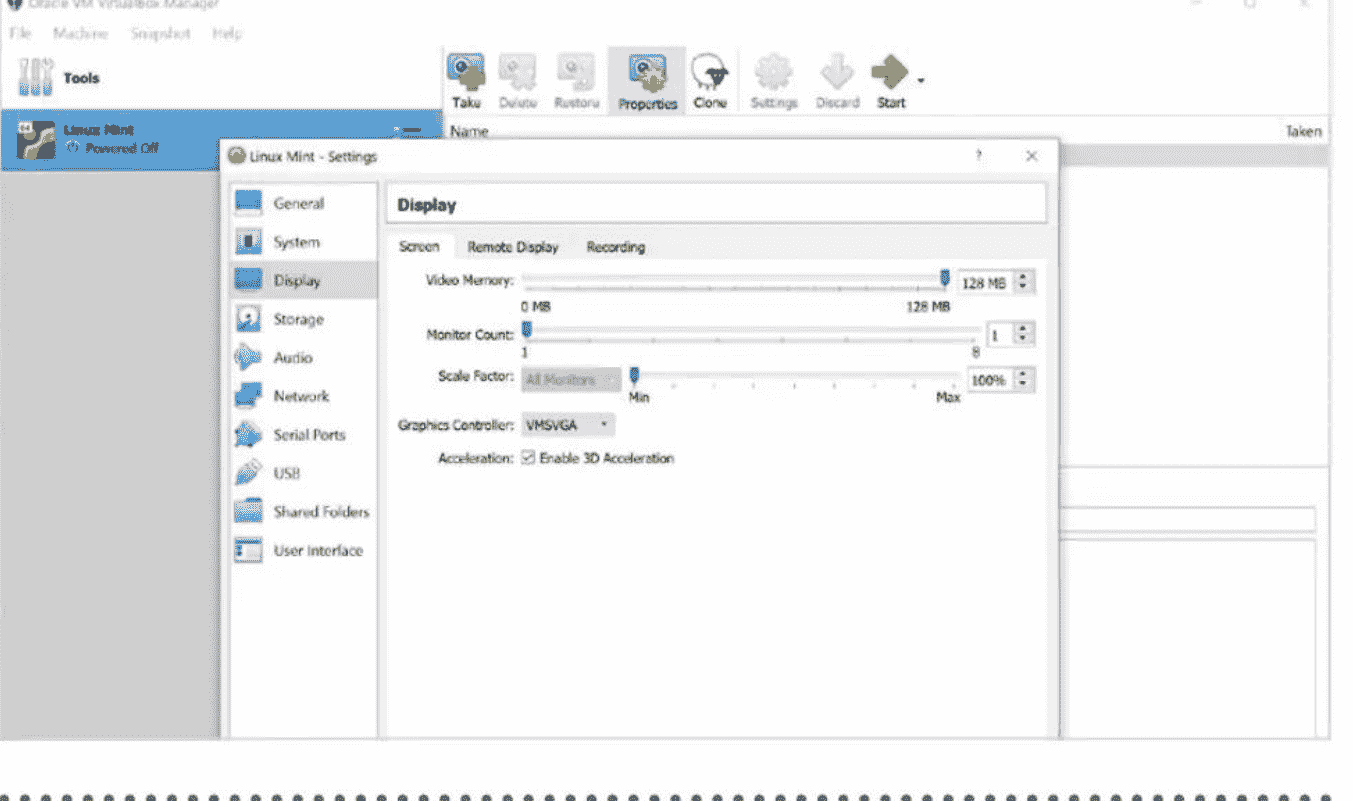 Oracle VM VirtualBox Manager
File Machine Snapshot Help
Tools
Take Delete Restore Properties Clone Settings Discard Start
Linux Mint
Powered Off
64
Name Taken
Linux Mint - Settings
?
General
System
Display
Storage
Audio
Network
Serial Ports
USB
Shared Folders
User Interface
Display
Screen Remote Display Recording
Video Memory: 128 MB
0 MB 128 MB
Monitor Count: 1
1 8
Scale Factor: All Monitors 100%
Min Max
Graphics Controller: VMSVGA
Acceleration: Enable 3D Acceleration